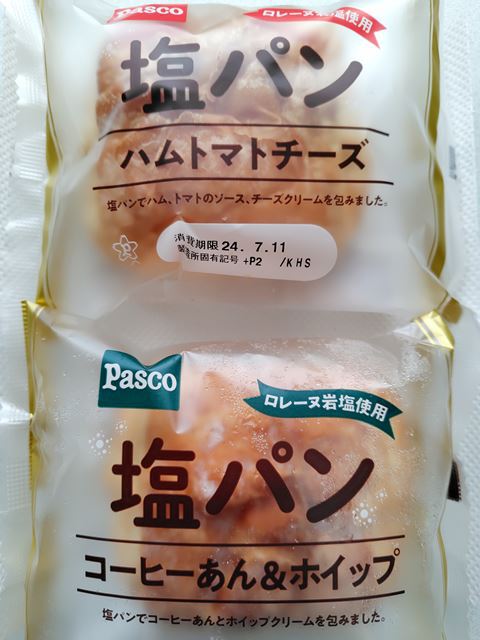 Pasco
ロレーヌ岩塩使用
塩パン
ハムトマトチーズ
塩パンでハム、トマトのソース、チーズクリームを包みました。
消費期限 24. 7.11
製造所固有記号 +P2 /KHS
Pasco
ロレーヌ岩塩使用
塩パン
コーヒーあん&ホイップ
塩パンでコーヒーあんとホイップクリームを包みました。